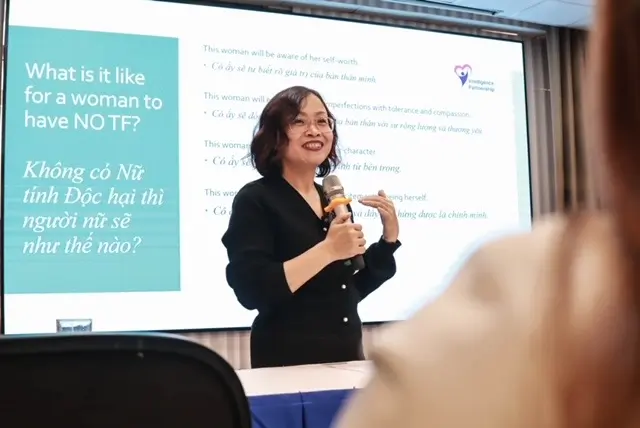 What is it like
for a woman to
have NO TF?
Không có Nữ
tính Độc hại thì
người nữ sẽ
như thế nào?
This woman will be aware of her self-worth.
• Cô ấy sẽ tự biết rõ giá trị của bản thân mình.
This woman will imperfections with tolerance and compassion.
• Cô ấy sẽ bản thân với sự rộng lượng và thương yêu.
This woman character.
• Cô ấy từ bên trong.
This wo being herself.
• Cô được là chính mình.
Intelligence
Partnership